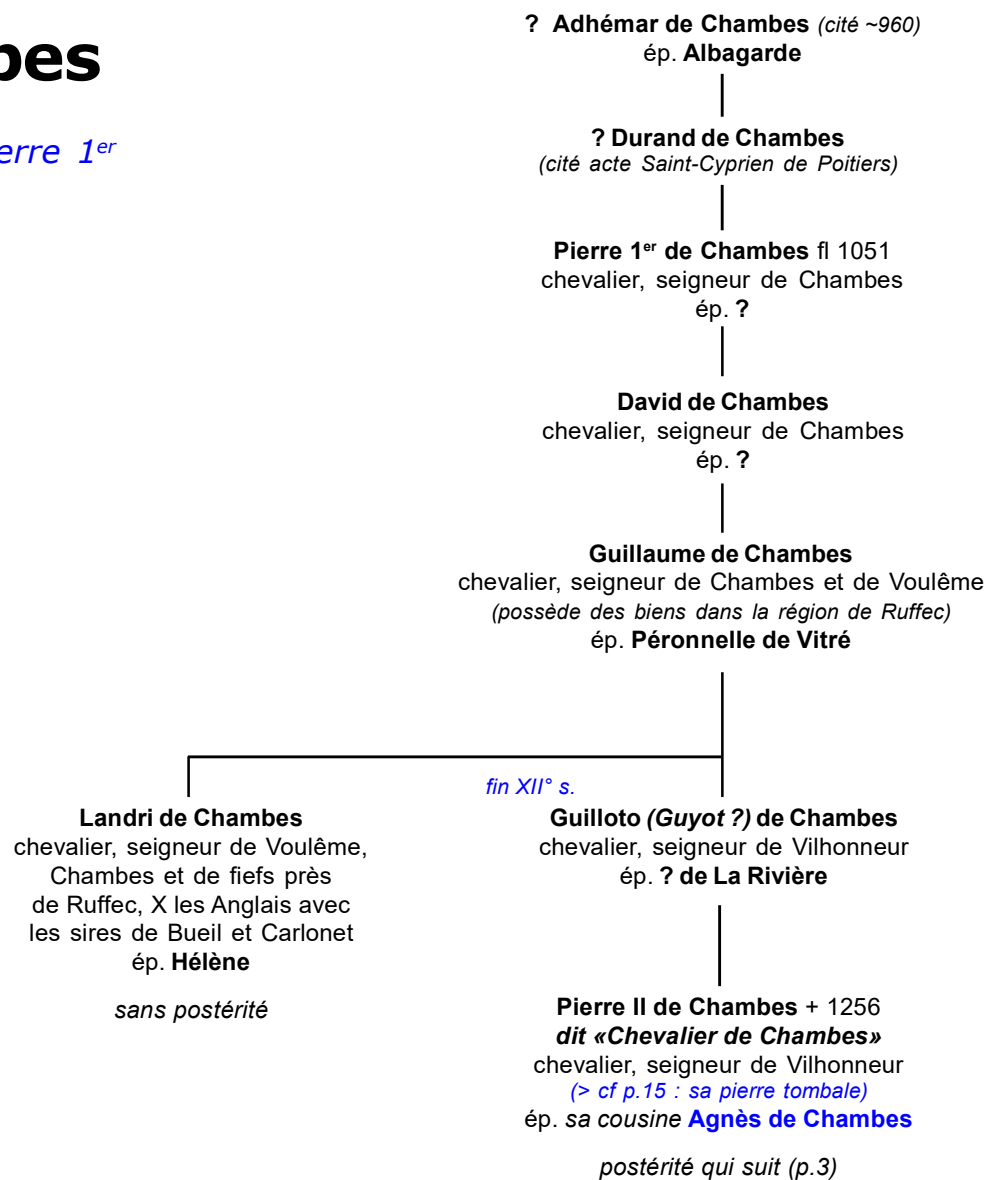 bes
erre 1er
? Adhémar de Chambes (cité ~960)
ép. Albagarde
? Durand de Chambes
(cité acte Saint-Cyprien de Poitiers)
Pierre 1er de Chambes fl 1051
chevalier, seigneur de Chambes
ép. ?
David de Chambes
chevalier, seigneur de Chambes
ép. ?
Guillaume de Chambes
chevalier, seigneur de Chambes et de Voulême
(possède des biens dans la région de Ruffec)
ép. Péronnelle de Vitré
fin XII° s.
Landri de Chambes
chevalier, seigneur de Voulême,
Chambes et de fiefs près
de Ruffec, X les Anglais avec
les sires de Bueil et Carlonet
ép. Hélène
sans postérité
Guilloto (Guyot ?) de Chambes
chevalier, seigneur de Vilhonneur
ép. ? de La Rivière
Pierre II de Chambes + 1256
dit «Chevalier de Chambes»
chevalier, seigneur de Vilhonneur
(> cf p.15 : sa pierre tombale)
ép. sa cousine Agnès de Chambes
postérité qui suit (p.3)